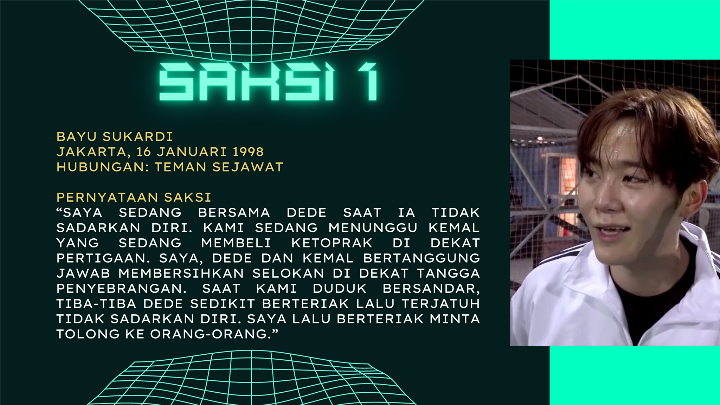 SAKSI 1
BAYU SUKARDI
JAKARTA, 16 JANUARI 1998
HUBUNGAN: TEMAN SEJAWAT
PERNYATAAN SAKSI
“SAYA SEDANG BERSAMA DEDE SAAT IA TIDAK
SADARKAN DIRI. KAMI SEDANG MENUNGGU KEMAL
YANG SEDANG MEMBELI KETOPRAK DI DEKAT
PERTIGAAN. SAYA, DEDE DAN KEMAL BERTANGGUNG
JAWAB MEMBERSIHKAN SELOKAN DI DEKAT TANGGA
PENYEBRANGAN. SAAT KAMI DUDUK BERSANDAR,
TIBA-TIBA DEDE SEDIKIT BERTERIAK LALU TERJATUH
TIDAK SADARKAN DIRI. SAYA LALU BERTERIAK MINTA
TOLONG KE ORANG-ORANG.”